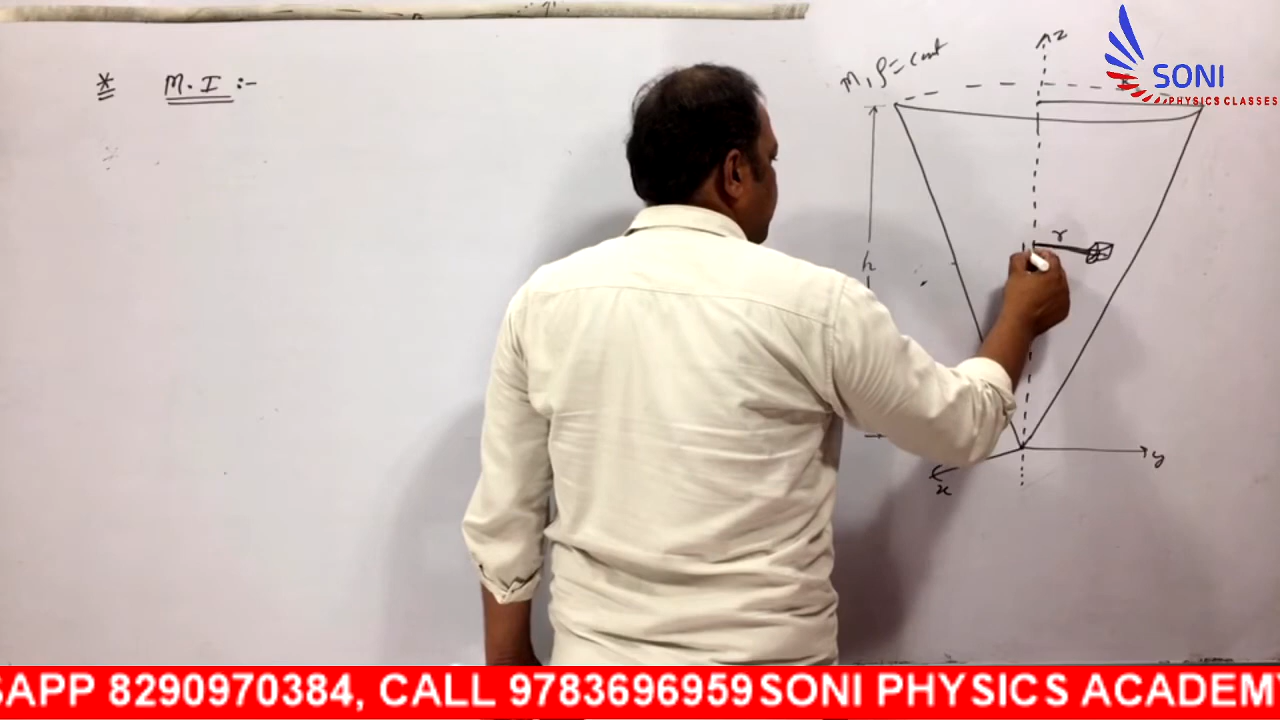 * M.I :-
M, ρ = cont
z
R
h
r
y
x
SONI
PHYSICS CLASSES
SAPP 8290970384, CALL 9783696959 SONI PHYSICS ACADEMY